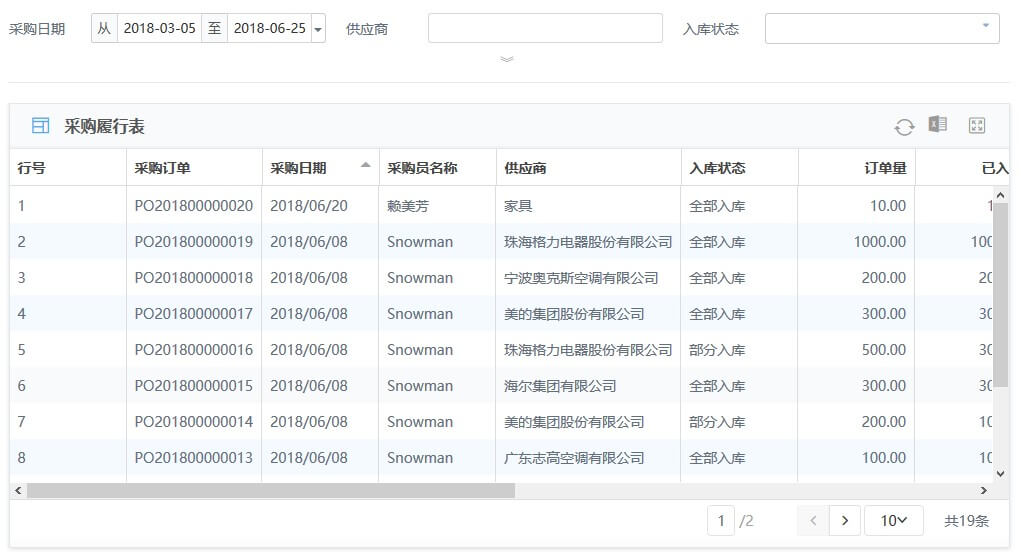 采购日期 从 2018-03-05 至 2018-06-25 供应商 入库状态
采购履行表
行号 采购订单 采购日期 采购员名称 供应商 入库状态 订单量 已入
1 PO201800000020 2018/06/20 赖美芳 家具 全部入库 10.00 1
2 PO201800000019 2018/06/08 Snowman 珠海格力电器股份有限公司 全部入库 1000.00 100
3 PO201800000018 2018/06/08 Snowman 宁波奥克斯空调有限公司 全部入库 200.00 20
4 PO201800000017 2018/06/08 Snowman 美的集团股份有限公司 全部入库 300.00 30
5 PO201800000016 2018/06/08 Snowman 珠海格力电器股份有限公司 部分入库 500.00 30
6 PO201800000015 2018/06/08 Snowman 海尔集团有限公司 全部入库 300.00 30
7 PO201800000014 2018/06/08 Snowman 美的集团股份有限公司 部分入库 200.00 10
8 PO201800000013 2018/06/08 Snowman 广东志高空调有限公司 全部入库 100.00 10
1 /2 10 共19条